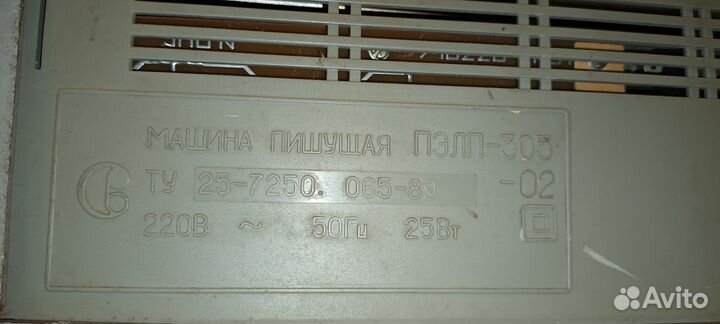 МАШИНА ПИШУЩАЯ ПЭЛП-305
ТУ 25-7250. 065-89 -02
220В ~ 50Гц 25Вт
Avito